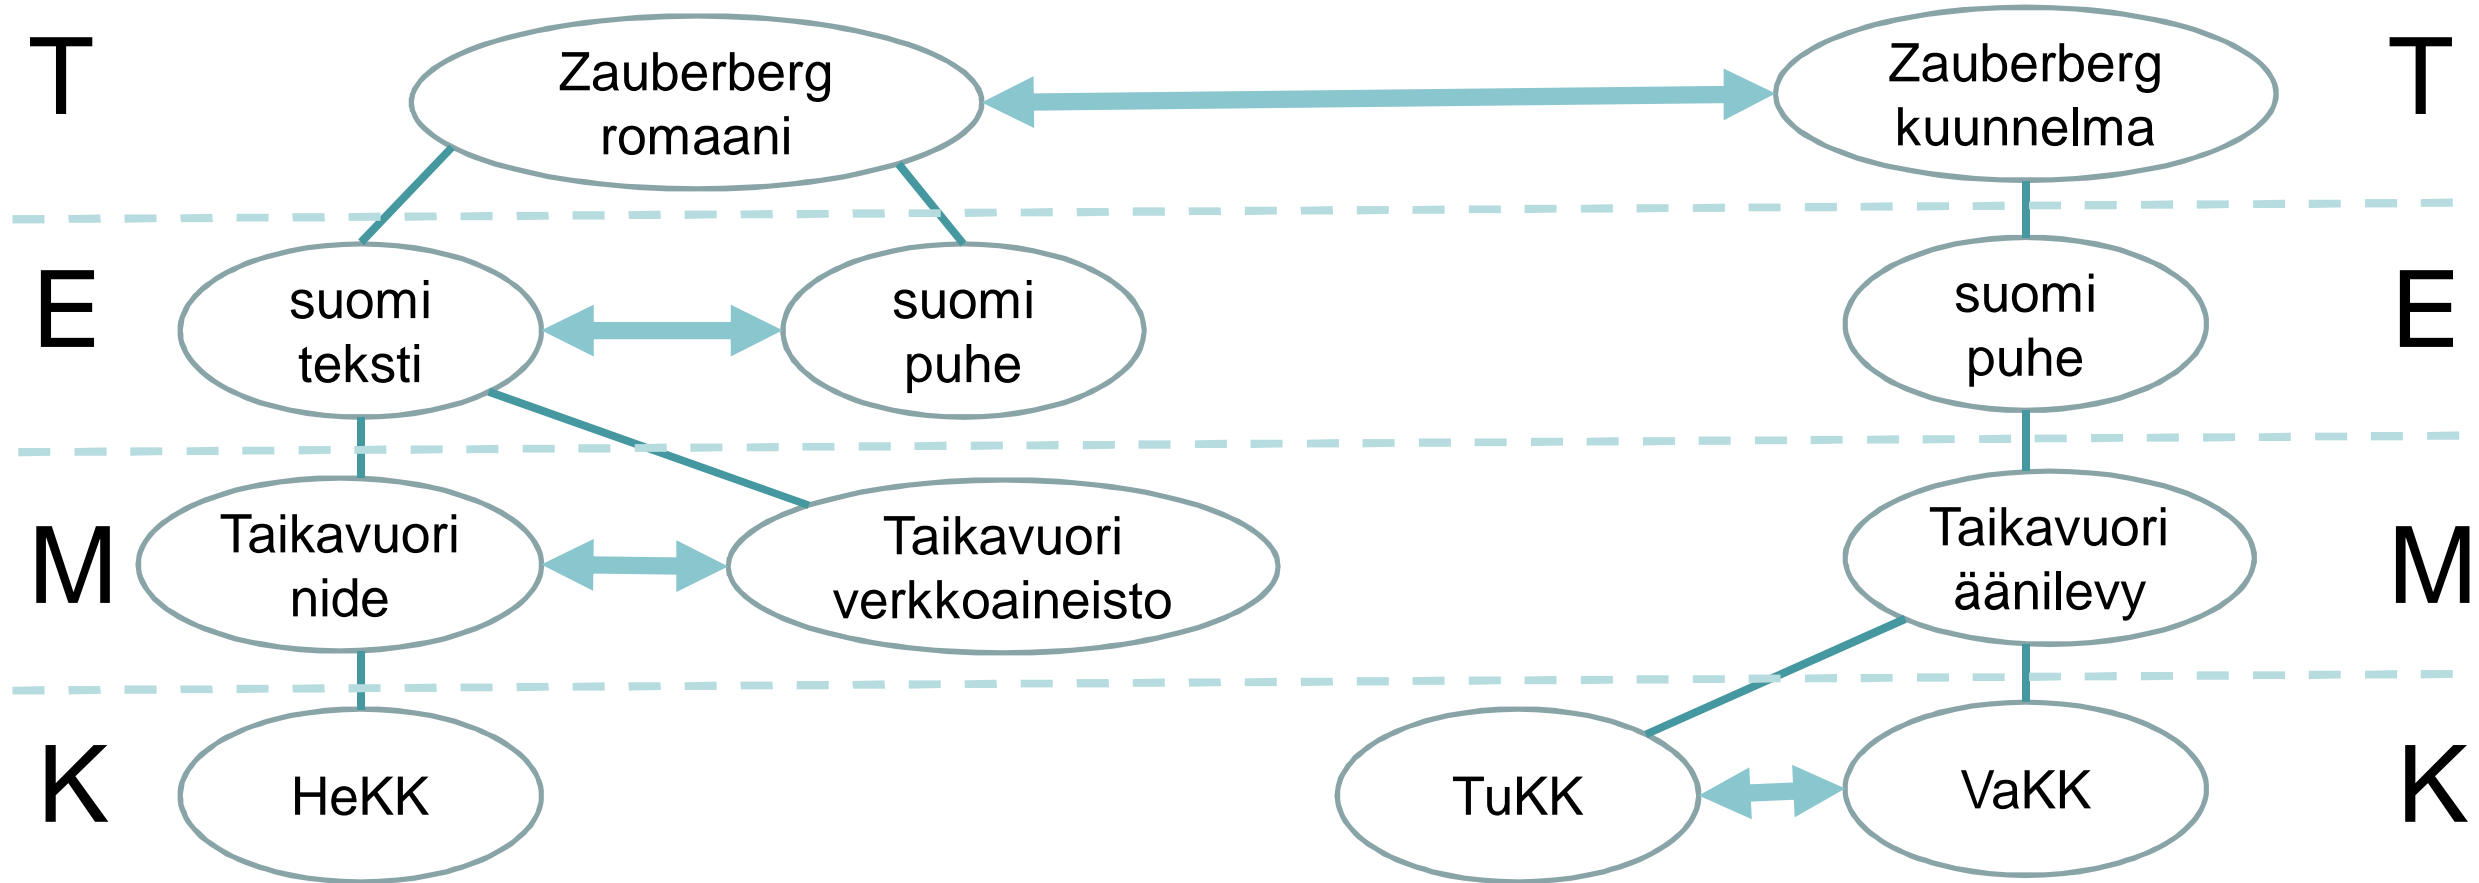 T
Zauberberg
romaani
Zauberberg
kuunnelma
T
E
suomi
teksti
suomi
puhe
suomi
puhe
E
M
Taikavuori
nide
Taikavuori
verkkoaineisto
Taikavuori
äänilevy
M
K
HeKK
TuKK
VaKK
K